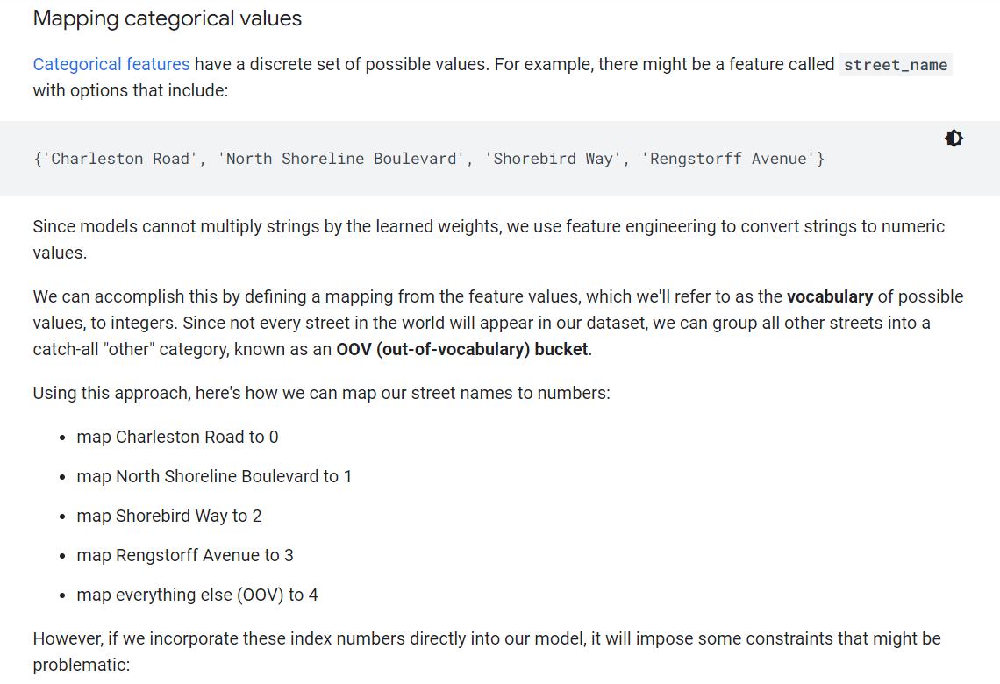 Mapping categorical values
Categorical features have a discrete set of possible values. For example, there might be a feature called street_name
with options that include:
{'Charleston Road', 'North Shoreline Boulevard', 'Shorebird Way', 'Rengstorff Avenue'}
Since models cannot multiply strings by the learned weights, we use feature engineering to convert strings to numeric
values.
We can accomplish this by defining a mapping from the feature values, which we'll refer to as the vocabulary of possible
values, to integers. Since not every street in the world will appear in our dataset, we can group all other streets into a
catch-all "other" category, known as an OOV (out-of-vocabulary) bucket.
Using this approach, here's how we can map our street names to numbers:
• map Charleston Road to 0
• map North Shoreline Boulevard to 1
• map Shorebird Way to 2
• map Rengstorff Avenue to 3
• map everything else (OOV) to 4
However, if we incorporate these index numbers directly into our model, it will impose some constraints that might be
problematic: